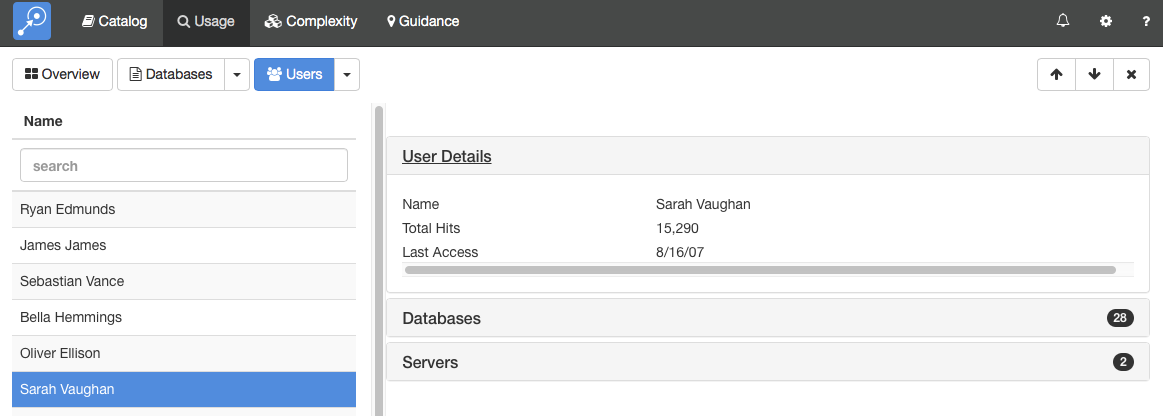 Catalog Usage Complexity Guidance ?
Overview Databases Users
Name
search
Ryan Edmunds
James James
Sebastian Vance
Bella Hemmings
Oliver Ellison
Sarah Vaughan
User Details
Name Sarah Vaughan
Total Hits 15,290
Last Access 8/16/07
Databases 28
Servers 2